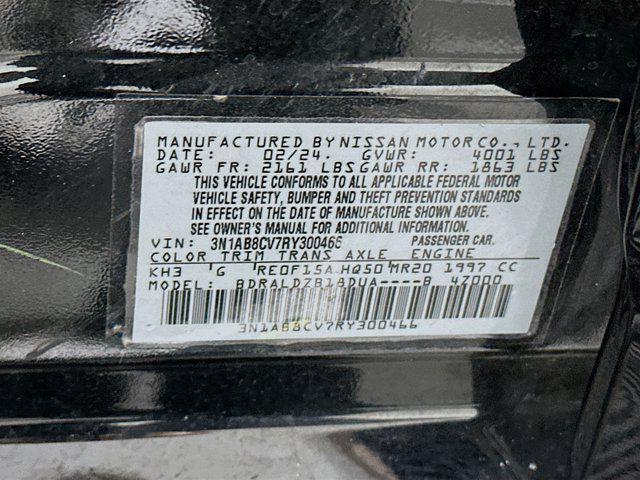 MANUFACTURED BY NISSAN MOTOR CO., LTD.
DATE: 02/24. GVWR: 4001 LBS
GAWR FR: 2161 LBS GAWR RR: 1863 LBS
THIS VEHICLE CONFORMS TO ALL APPLICABLE FEDERAL MOTOR
VEHICLE SAFETY, BUMPER AND THEFT PREVENTION STANDARDS
IN EFFECT ON THE DATE OF MANUFACTURE SHOWN ABOVE.
SEE OWNER'S MANUAL FOR ADDITIONAL INFORMATION.
VIN: 3N1AB8CV7RY300466 PASSENGER CAR.
COLOR TRIM TRANS AXLE ENGINE
KH3 'G 'RE0F15A HQ50'MR20 1997 CC
MODEL: BDRALDZB18DUA----B 4Z000
3N1AB8CV7RY300466